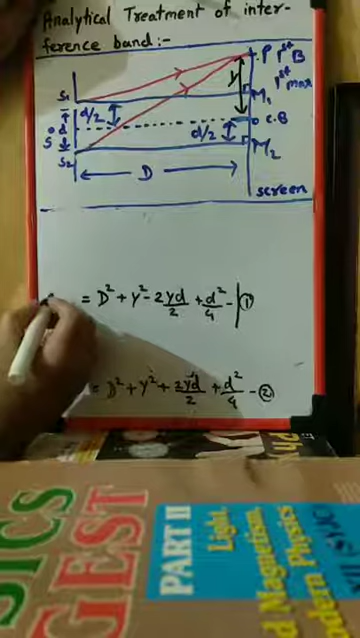 Analytical Treatment of inter-
ference band:-
P 1st B
1st max
y
S1
M1
d/2
d
S
O C.B
d/2
S2
M2
D
screen
= D² + y² - 2yd/2 + d²/4 - ①
= D² + y² + 2yd/2 + d²/4 - ②
PART II
Light,
Magnetism,
Modern Physics
GEST